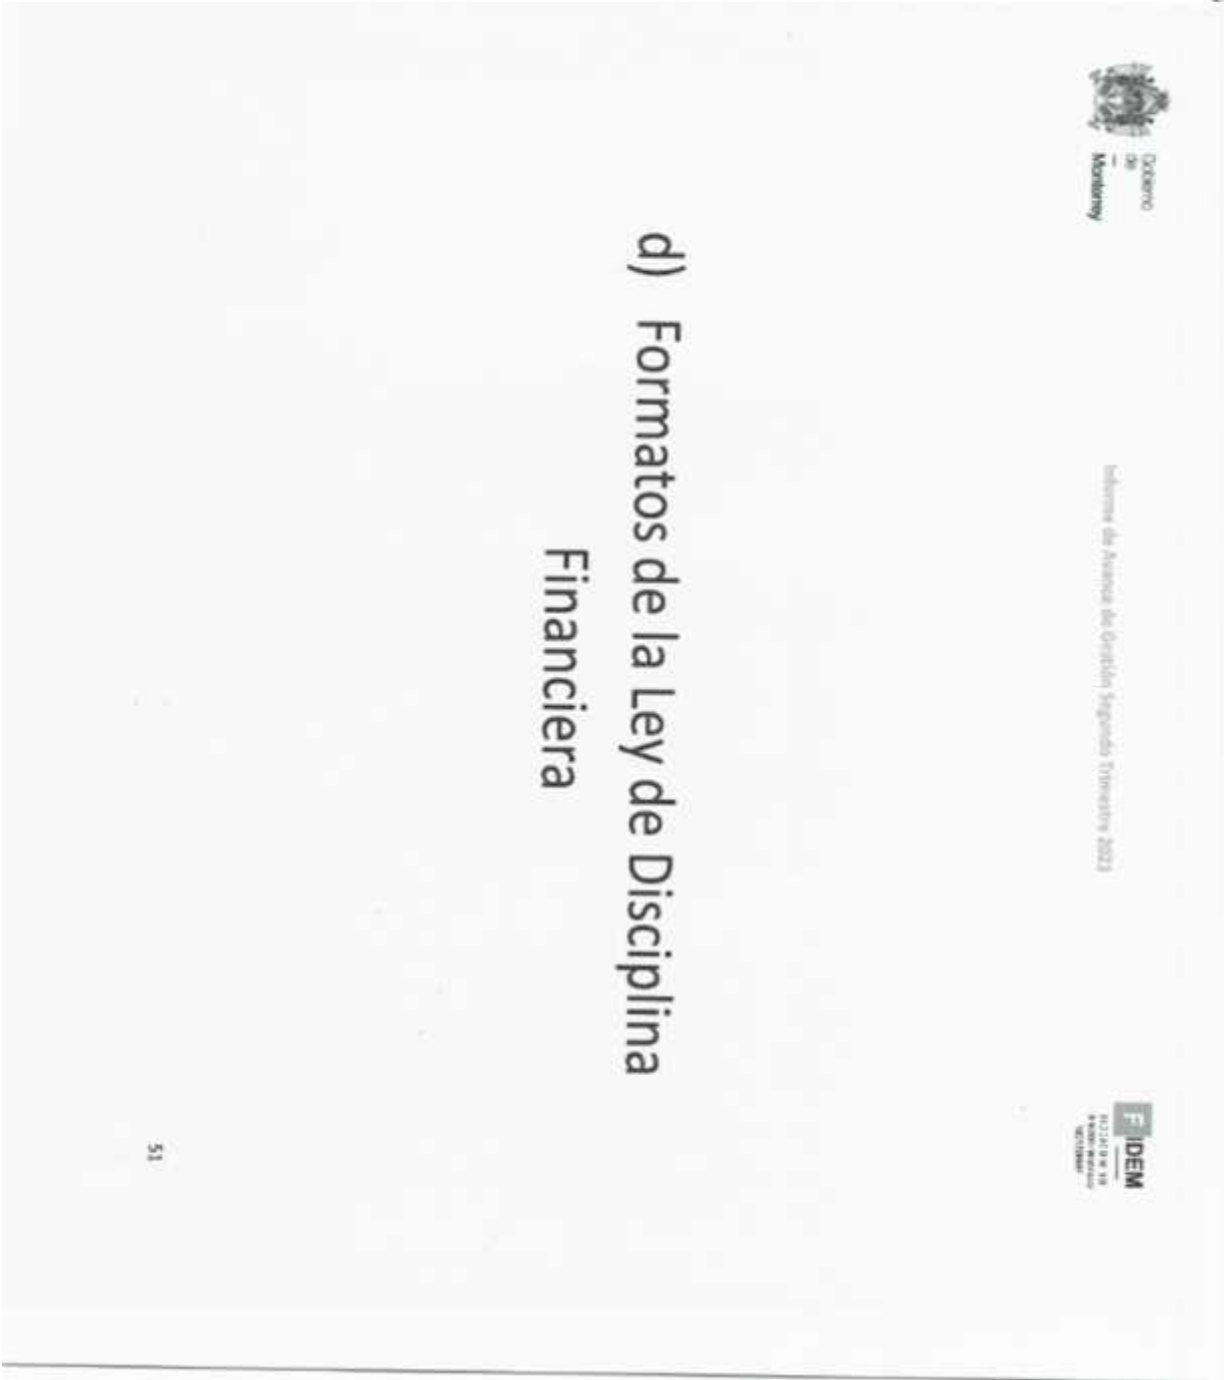 Gobierno
de
Monterrey
Informe de Avance de Gestión Segundo Trimestre 2023
FIDEM
d) Formatos de la Ley de Disciplina
Financiera
51